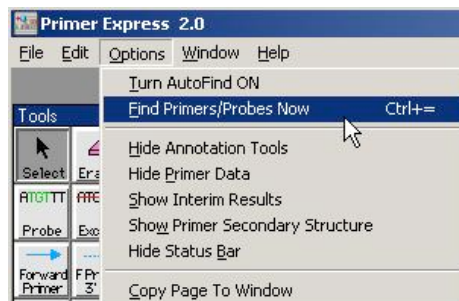 Primer Express 2.0
File Edit Options Window Help
Turn AutoFind ON
Find Primers/Probes Now Ctrl+=
Tools
Hide Annotation Tools
Select
Hide Primer Data
ATGTTT
Show Interim Results
Probe
Show Primer Secondary Structure
Hide Status Bar
Forward Primer
F Pr 3'
Copy Page To Window